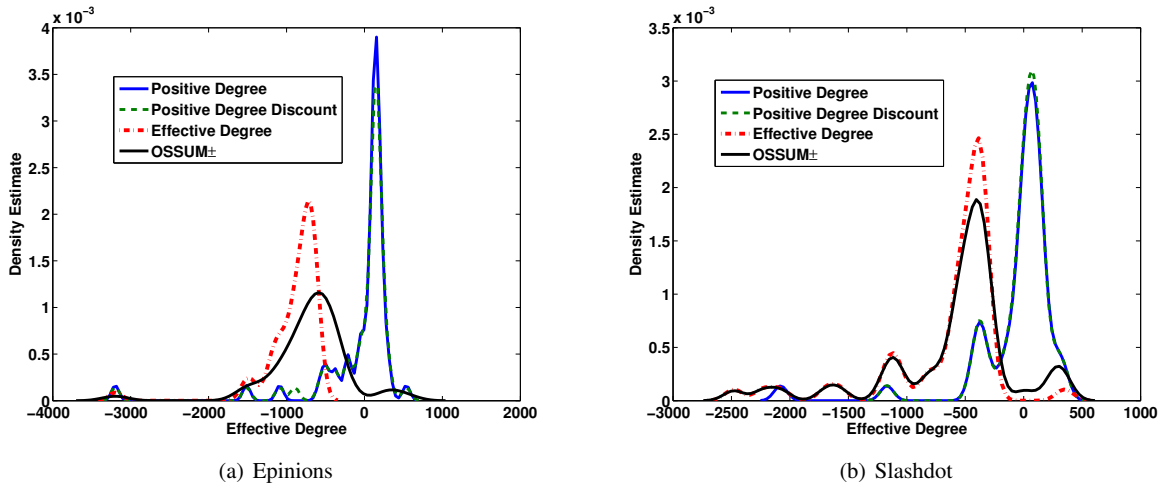 x 10⁻³
4
3.5
3
2.5
2
1.5
1
0.5
0
Density Estimate
Positive Degree
Positive Degree Discount
Effective Degree
OSSUM±
−4000 −3000 −2000 −1000 0 1000 2000
Effective Degree
(a) Epinions
x 10⁻³
3.5
3
2.5
2
1.5
1
0.5
0
Density Estimate
Positive Degree
Positive Degree Discount
Effective Degree
OSSUM±
−3000 −2500 −2000 −1500 −1000 −500 0 500 1000
Effective Degree
(b) Slashdot